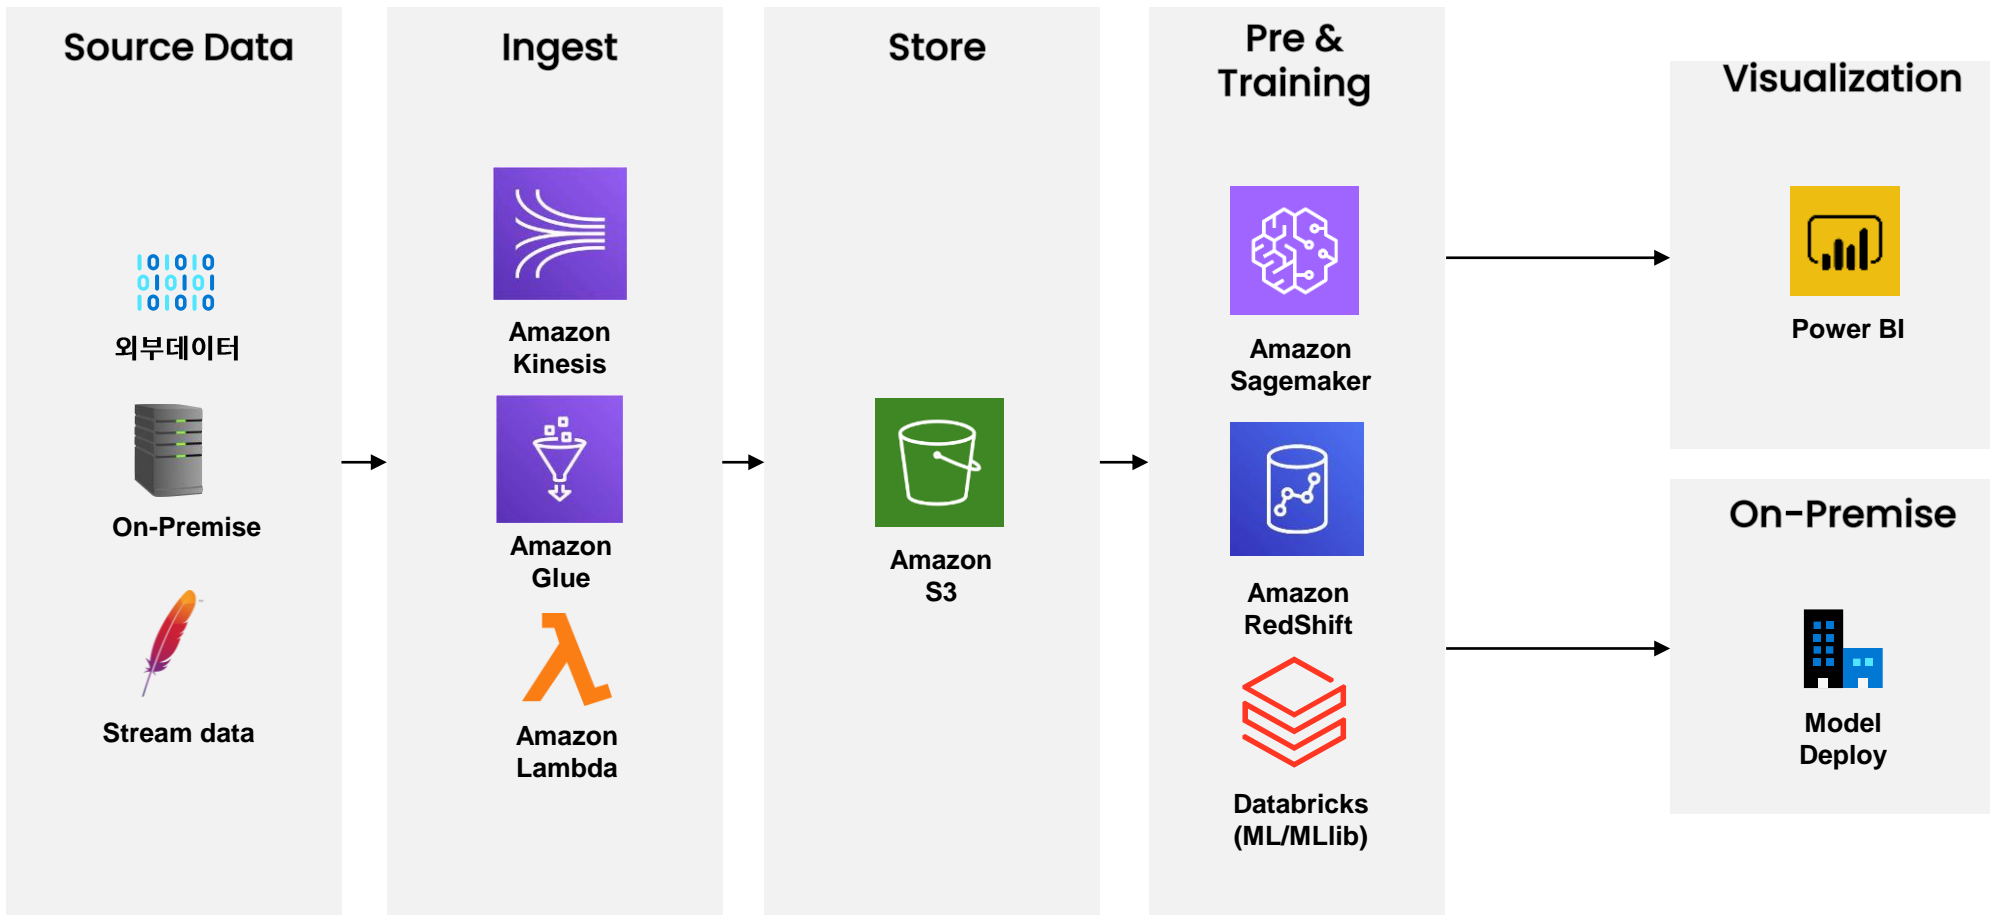 Source Data
외부데이터
On-Premise
Stream data
Ingest
Amazon
Kinesis
Amazon
Glue
Amazon
Lambda
Store
Amazon
S3
Pre &
Training
Amazon
Sagemaker
Amazon
RedShift
Databricks
(ML/MLlib)
Visualization
Power BI
On-Premise
Model
Deploy